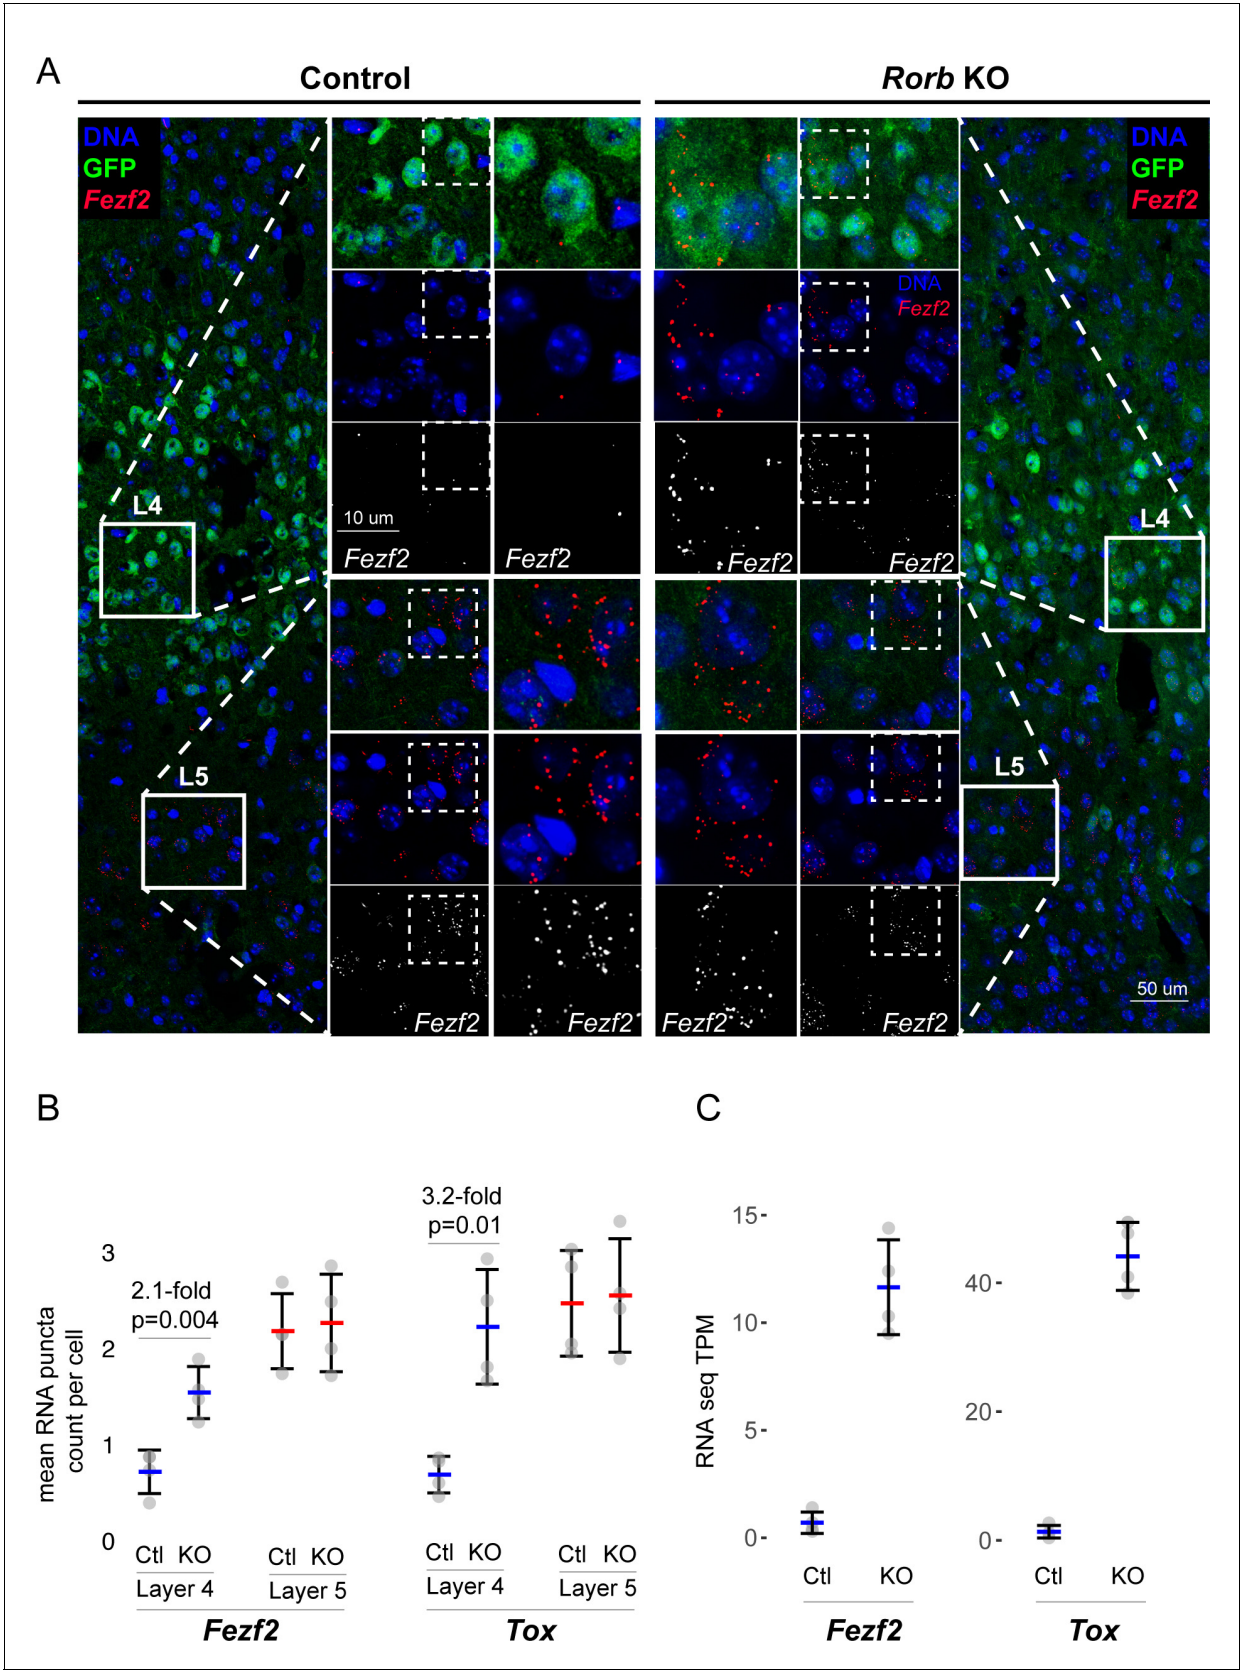 A
Control
Rorb KO
DNA
GFP
Fezf2
DNA
GFP
Fezf2
DNA
Fezf2
L4
10 um
Fezf2
Fezf2
Fezf2
Fezf2
L4
L5
L5
50 um
Fezf2
Fezf2
Fezf2
Fezf2
B
mean RNA puncta
count per cell
3
2
1
0
2.1-fold
p=0.004
3.2-fold
p=0.01
Ctl KO
Ctl KO
Ctl KO
Ctl KO
Layer 4
Layer 5
Layer 4
Layer 5
Fezf2
Tox
C
RNA seq TPM
15
10
5
0
40
20
0
Ctl KO
Ctl KO
Fezf2
Tox